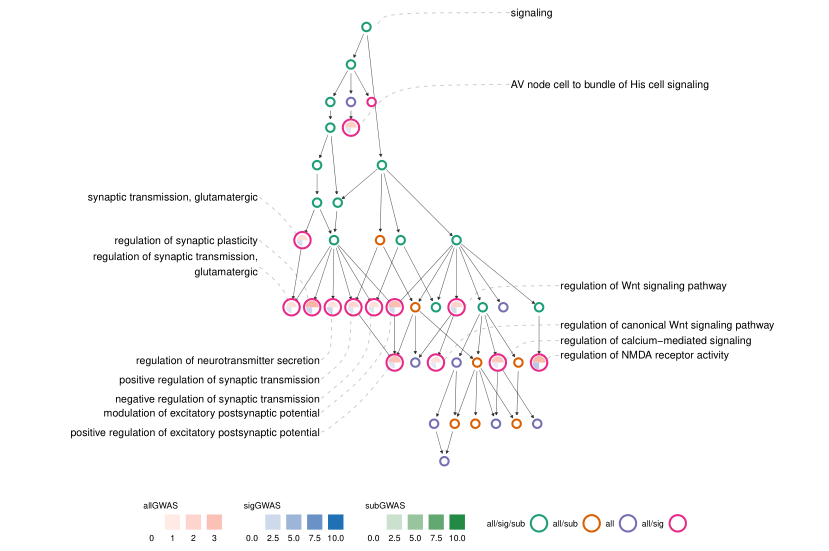 signaling
AV node cell to bundle of His cell signaling
synaptic transmission, glutamatergic
regulation of synaptic plasticity
regulation of synaptic transmission,
glutamatergic
regulation of Wnt signaling pathway
regulation of canonical Wnt signaling pathway
regulation of calcium−mediated signaling
regulation of NMDA receptor activity
regulation of neurotransmitter secretion
positive regulation of synaptic transmission
negative regulation of synaptic transmission
modulation of excitatory postsynaptic potential
positive regulation of excitatory postsynaptic potential
allGWAS sigGWAS subGWAS
all/sig/sub all/sub all all/sig
0 1 2 3 0.0 2.5 5.0 7.5 10.0 0.0 2.5 5.0 7.5 10.0